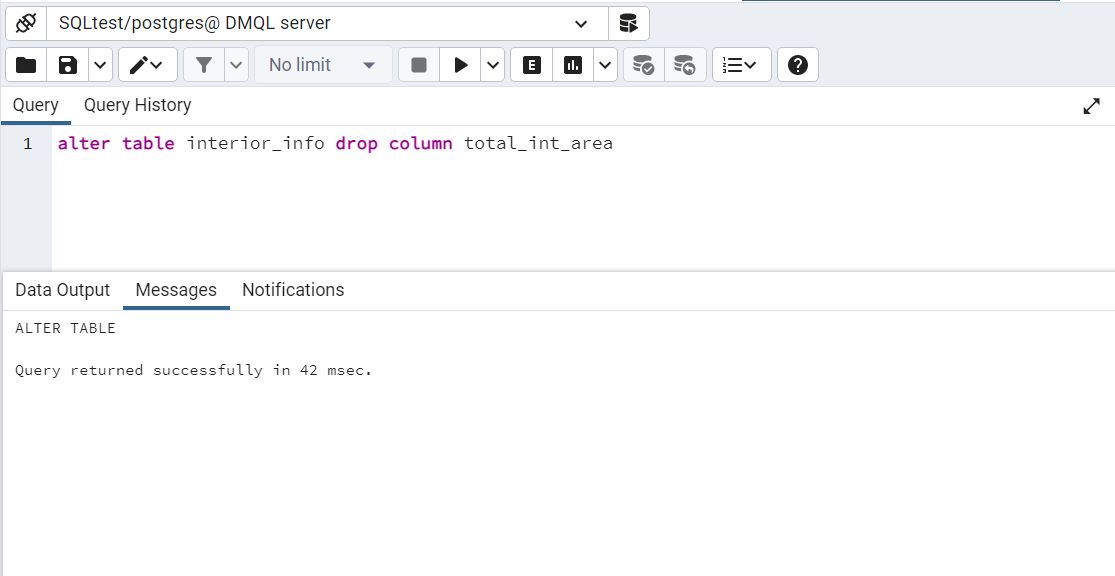 SQLtest/postgres@ DMQL server
No limit
E
?
Query Query History
1 alter table interior_info drop column total_int_area
Data Output Messages Notifications
ALTER TABLE
Query returned successfully in 42 msec.